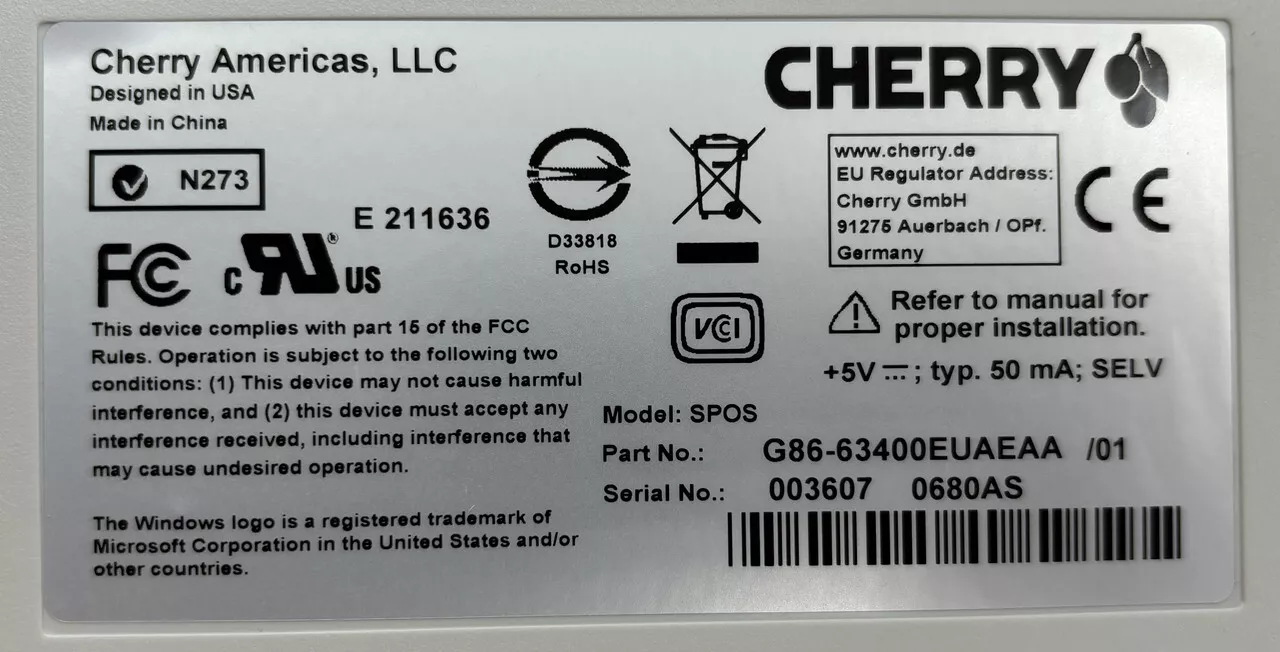 Cherry Americas, LLC
Designed in USA
Made in China
N273
E 211636
FC
c RU® US
D33818
RoHS
CHERRY
www.cherry.de
EU Regulator Address:
Cherry GmbH
91275 Auerbach / OPf.
Germany
CE
VCI
Refer to manual for
proper installation.
+5V ⎓ ; typ. 50 mA; SELV
This device complies with part 15 of the FCC
Rules. Operation is subject to the following two
conditions: (1) This device may not cause harmful
interference, and (2) this device must accept any
interference received, including interference that
may cause undesired operation.
The Windows logo is a registered trademark of
Microsoft Corporation in the United States and/or
other countries.
Model: SPOS
Part No.: G86-63400EUAEAA /01
Serial No.: 003607 0680AS